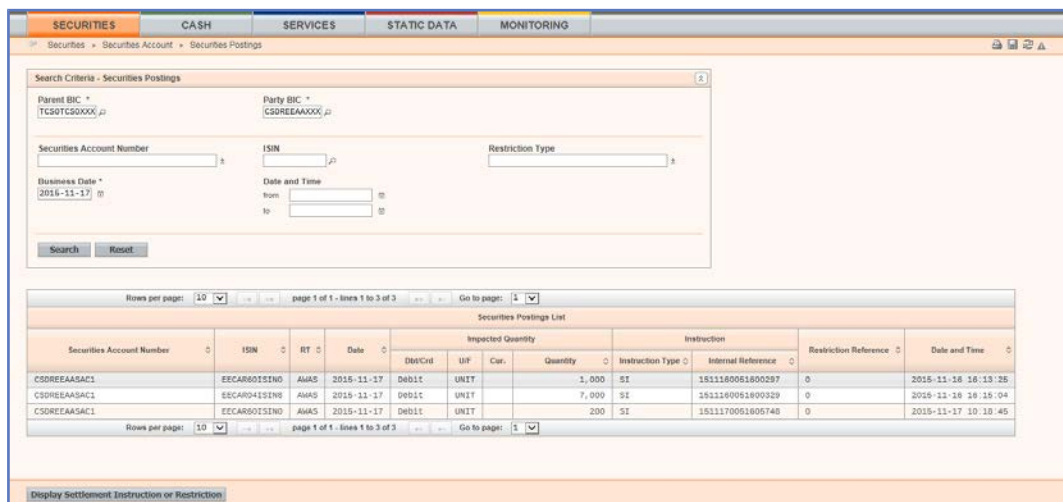 SECURITIES CASH SERVICES STATIC DATA MONITORING
Securities » Securities Account » Securities Postings
Search Criteria - Securities Postings
Parent BIC * Party BIC *
TCSOTCSOXXX CSDREEAAXXX
Securities Account Number ISIN Restriction Type
Business Date * Date and Time
2015-11-17 from
to
Search Reset
Rows per page: 10 page 1 of 1 - lines 1 to 3 of 3 Go to page: 1
Securities Postings List
Securities Account Number ISIN RT Date Impacted Quantity Instruction Restriction Reference Date and Time
Dbt/Crd U/F Cur. Quantity Instruction Type Internal Reference
CSDREEAASAC1 EECAR60ISIN0 AWAS 2015-11-17 Debit UNIT 1,000 SI 1511160051600297 0 2015-11-16 16:13:25
CSDREEAASAC1 EECAR04ISIN6 AWAS 2015-11-17 Debit UNIT 7,000 SI 1511160051600329 0 2015-11-16 16:15:04
CSDREEAASAC1 EECAR60ISIN0 AWAS 2015-11-17 Debit UNIT 200 SI 1511170051605740 0 2015-11-17 10:10:45
Rows per page: 10 page 1 of 1 - lines 1 to 3 of 3 Go to page: 1
Display Settlement Instruction or Restriction